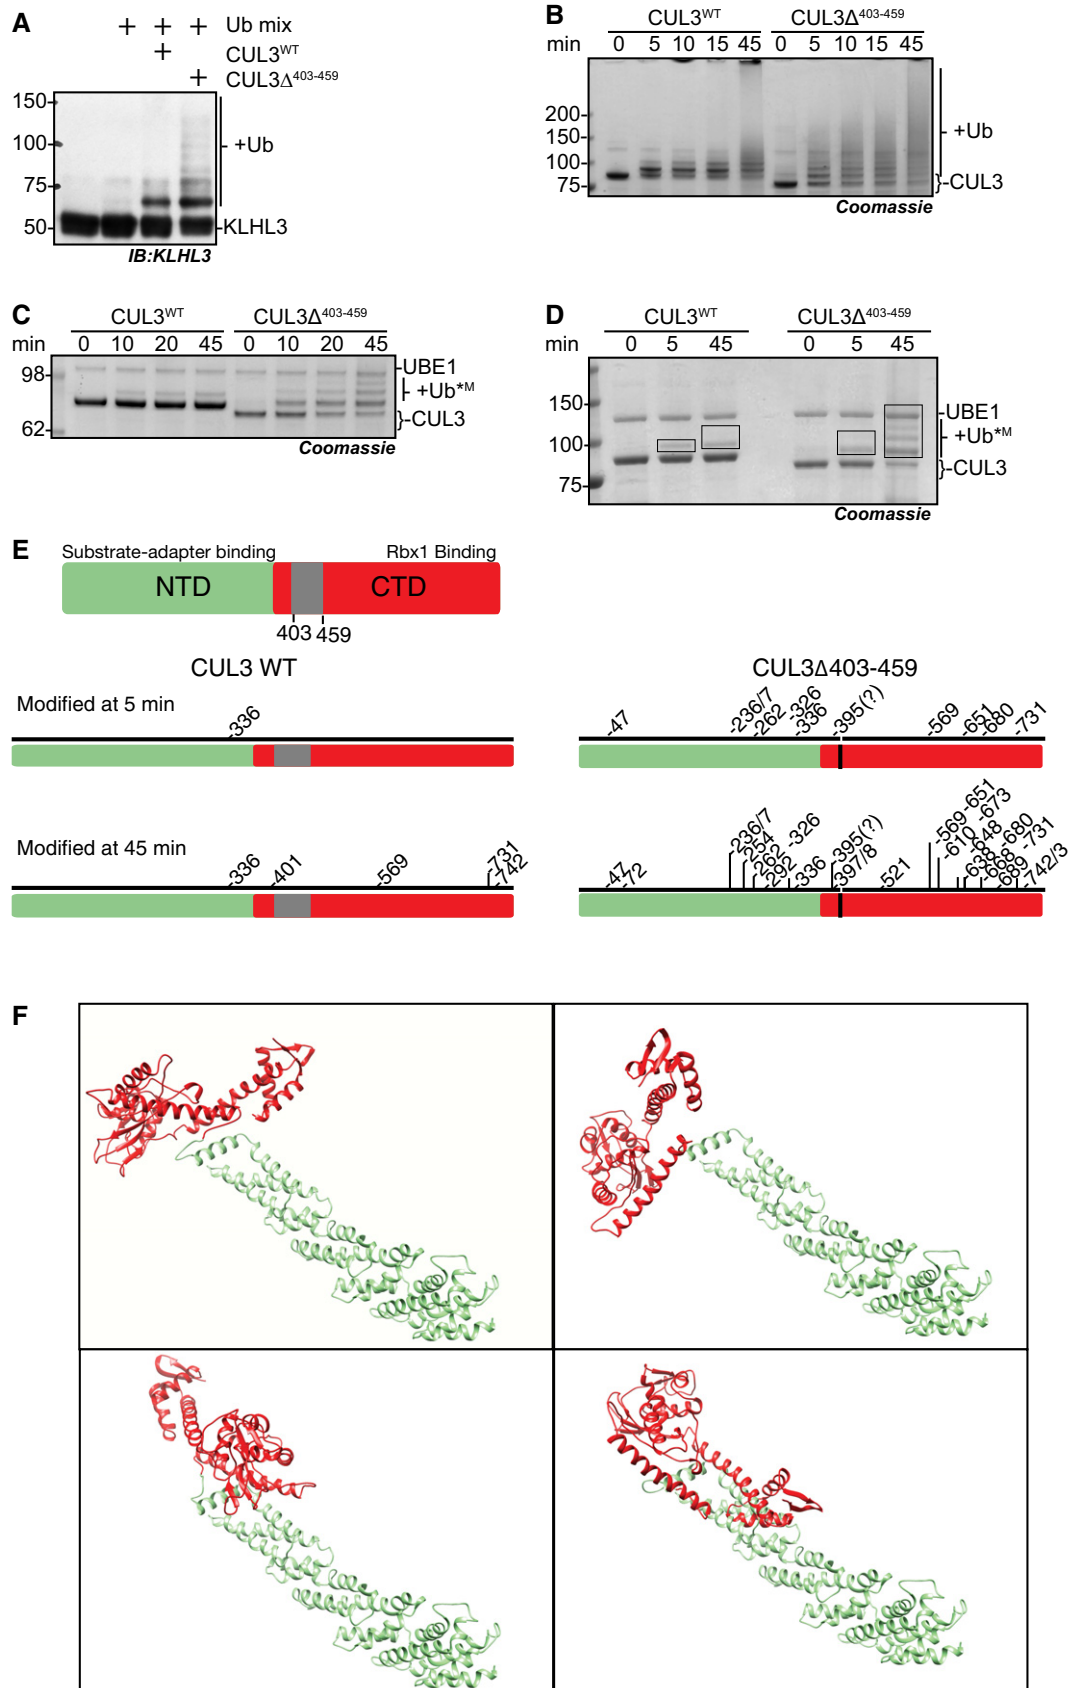 A
+ + + Ub mix
+ CUL3WT
+ CUL3Δ403-459
150-
100-
75-
50-
+Ub
-KLHL3
IB:KLHL3
B
CUL3WT CUL3Δ403-459
min 0 5 10 15 45 0 5 10 15 45
200-
150-
100-
75-
+Ub
}-CUL3
Coomassie
C
CUL3WT CUL3Δ403-459
min 0 10 20 45 0 10 20 45
98-
62-
-UBE1
+Ub*M
}-CUL3
Coomassie
D
CUL3WT CUL3Δ403-459
min 0 5 45 0 5 45
150-
100-
75-
-UBE1
+Ub*M
}-CUL3
Coomassie
E
Substrate-adapter binding Rbx1 Binding
NTD CTD
403 459
CUL3 WT CUL3Δ403-459
Modified at 5 min
-336
-47 -236/7 -262 -326 -336 -395(?) -569 -651 -680 -731
Modified at 45 min
-336 -401 -569 -731 -742
-47 -72 -236/7 -254 -262 -326 -292 -336 -395(?) -397/8 -521 -569 -651 -610 -673 -638 -648 -680 -668 -731 -689 -742/3
F